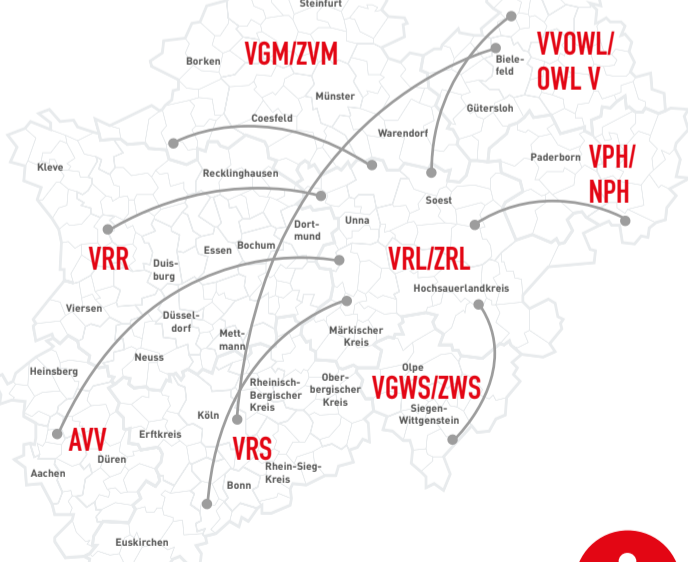 Steinfurt
VGM/ZVM
Borken
Münster
Coesfeld
Warendorf
VVOWL/
OWL V
Biele-
feld
Gütersloh
Paderborn
VPH/
NPH
Kleve
Recklinghausen
Soest
Dort-
mund
Unna
Essen
Bochum
VRR
Duis-
burg
VRL/ZRL
Hochsauerlandkreis
Viersen
Düssel-
dorf
Mett-
mann
Märkischer
Kreis
Neuss
Heinsberg
Olpe
VGWS/ZWS
Siegen-
Wittgenstein
Rheinisch-
Bergischer
Kreis
Ober-
bergischer
Kreis
Köln
AVV
Erftkreis
VRS
Düren
Aachen
Rhein-Sieg-
Kreis
Bonn
Euskirchen